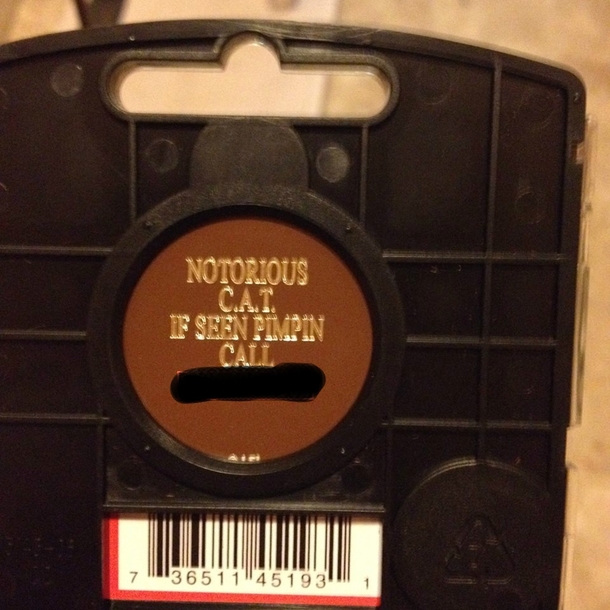 NOTORIOUS
C.A.T.
IF SEEN PIMPIN
CALL
7 36511 45193 1